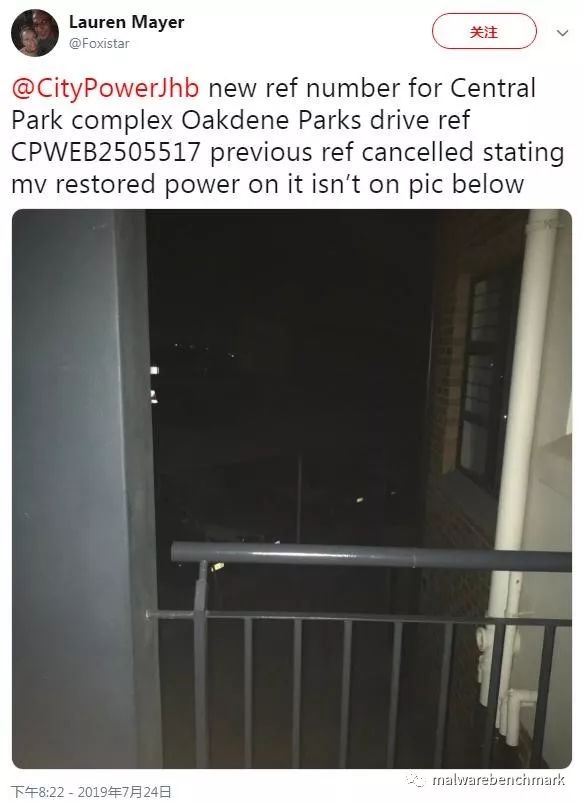 Lauren Mayer
@Foxistar
关注
@CityPowerJhb new ref number for Central
Park complex Oakdene Parks drive ref
CPWEB2505517 previous ref cancelled stating
mv restored power on it isn’t on pic below
malwarebenchmark
下午8:22 - 2019年7月24日